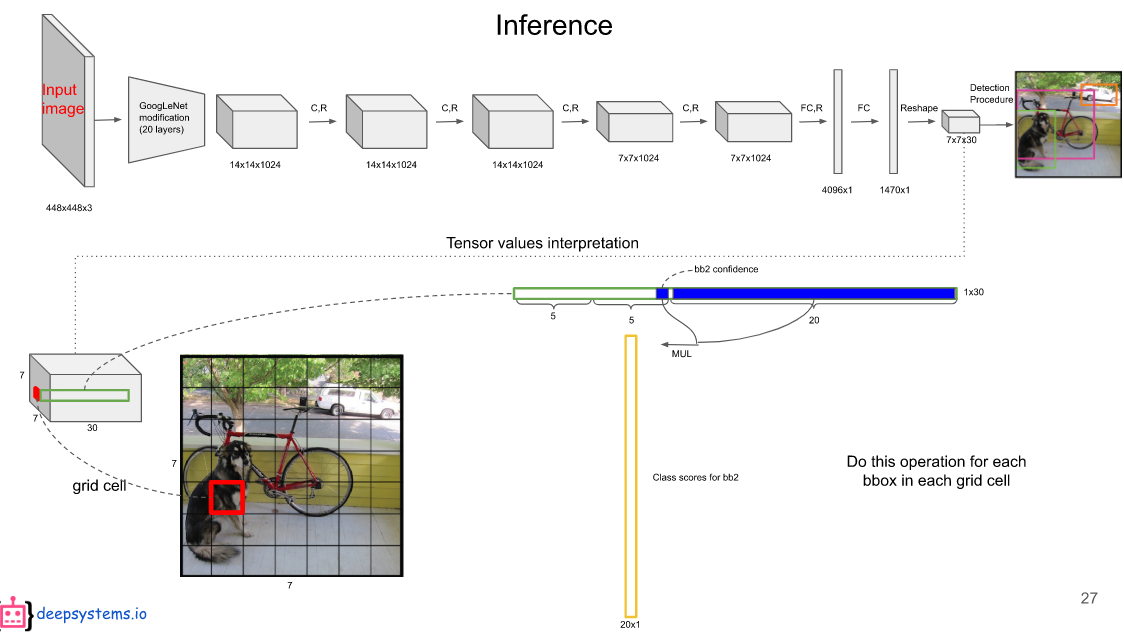 Inference
Input
image
448x448x3
GoogLeNet
modification
(20 layers)
14x14x1024
C,R
14x14x1024
C,R
14x14x1024
C,R
7x7x1024
C,R
7x7x1024
FC,R
4096x1
FC
1470x1
Reshape
7x7x30
Detection
Procedure
Tensor values interpretation
bb2 confidence
1x30
5
5
20
MUL
7
7
30
grid cell
7
7
Class scores for bb2
20x1
Do this operation for each
bbox in each grid cell
deepsystems.io
27